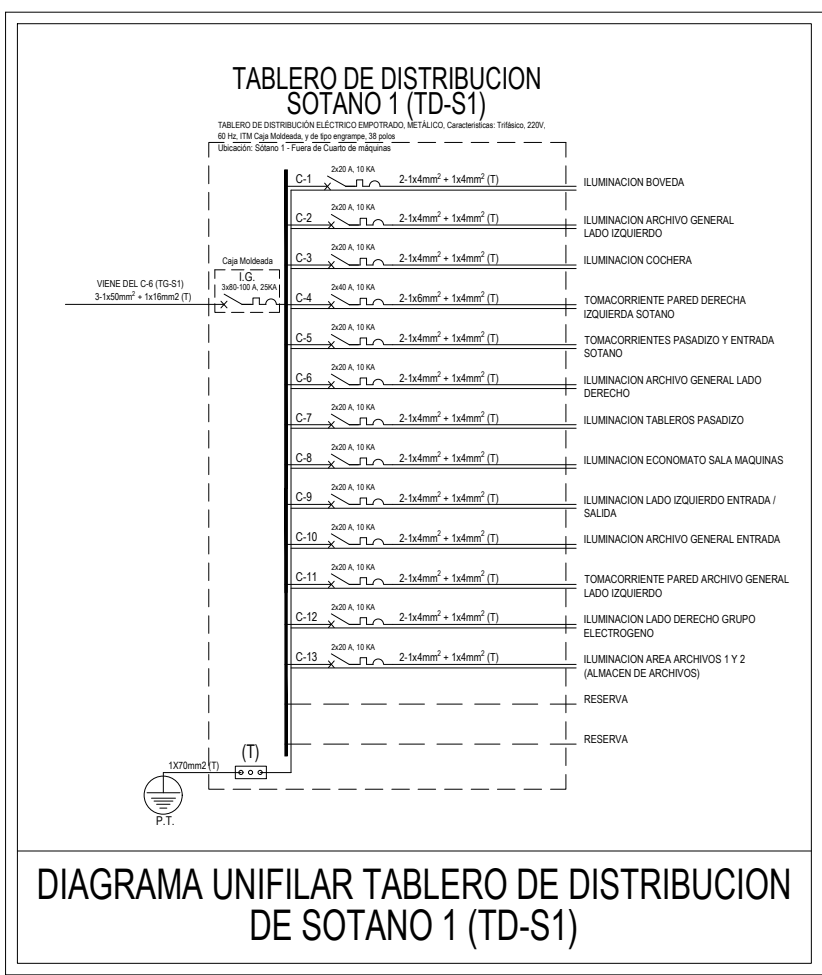 TABLERO DE DISTRIBUCION
SOTANO 1 (TD-S1)
TABLERO DE DISTRIBUCIÓN ELÉCTRICO EMPOTRADO, METÁLICO, Caracteristicas: Trifásico, 220V,
60 Hz, ITM Caja Moldeada, y de tipo engrampe, 38 polos
Ubicación: Sótano 1 - Fuera de Cuarto de máquinas
VIENE DEL C-6 (TG-S1)
3-1x50mm² + 1x16mm2 (T)
Caja Moldeada
I.G.
3x80-100 A, 25KA
C-1 2x20 A, 10 KA 2-1x4mm² + 1x4mm² (T) ILUMINACION BOVEDA
C-2 2x20 A, 10 KA 2-1x4mm² + 1x4mm² (T) ILUMINACION ARCHIVO GENERAL
LADO IZQUIERDO
C-3 2x20 A, 10 KA 2-1x4mm² + 1x4mm² (T) ILUMINACION COCHERA
C-4 2x40 A, 10 KA 2-1x6mm² + 1x4mm² (T) TOMACORRIENTE PARED DERECHA
IZQUIERDA SOTANO
C-5 2x20 A, 10 KA 2-1x4mm² + 1x4mm² (T) TOMACORRIENTES PASADIZO Y ENTRADA
SOTANO
C-6 2x20 A, 10 KA 2-1x4mm² + 1x4mm² (T) ILUMINACION ARCHIVO GENERAL LADO
DERECHO
C-7 2x20 A, 10 KA 2-1x4mm² + 1x4mm² (T) ILUMINACION TABLEROS PASADIZO
C-8 2x20 A, 10 KA 2-1x4mm² + 1x4mm² (T) ILUMINACION ECONOMATO SALA MAQUINAS
C-9 2x20 A, 10 KA 2-1x4mm² + 1x4mm² (T) ILUMINACION LADO IZQUIERDO ENTRADA /
SALIDA
C-10 2x20 A, 10 KA 2-1x4mm² + 1x4mm² (T) ILUMINACION ARCHIVO GENERAL ENTRADA
C-11 2x20 A, 10 KA 2-1x4mm² + 1x4mm² (T) TOMACORRIENTE PARED ARCHIVO GENERAL
LADO IZQUIERDO
C-12 2x20 A, 10 KA 2-1x4mm² + 1x4mm² (T) ILUMINACION LADO DERECHO GRUPO
ELECTROGENO
C-13 2x20 A, 10 KA 2-1x4mm² + 1x4mm² (T) ILUMINACION AREA ARCHIVOS 1 Y 2
(ALMACEN DE ARCHIVOS)
RESERVA
RESERVA
(T)
1X70mm2 (T)
P.T.
DIAGRAMA UNIFILAR TABLERO DE DISTRIBUCION
DE SOTANO 1 (TD-S1)